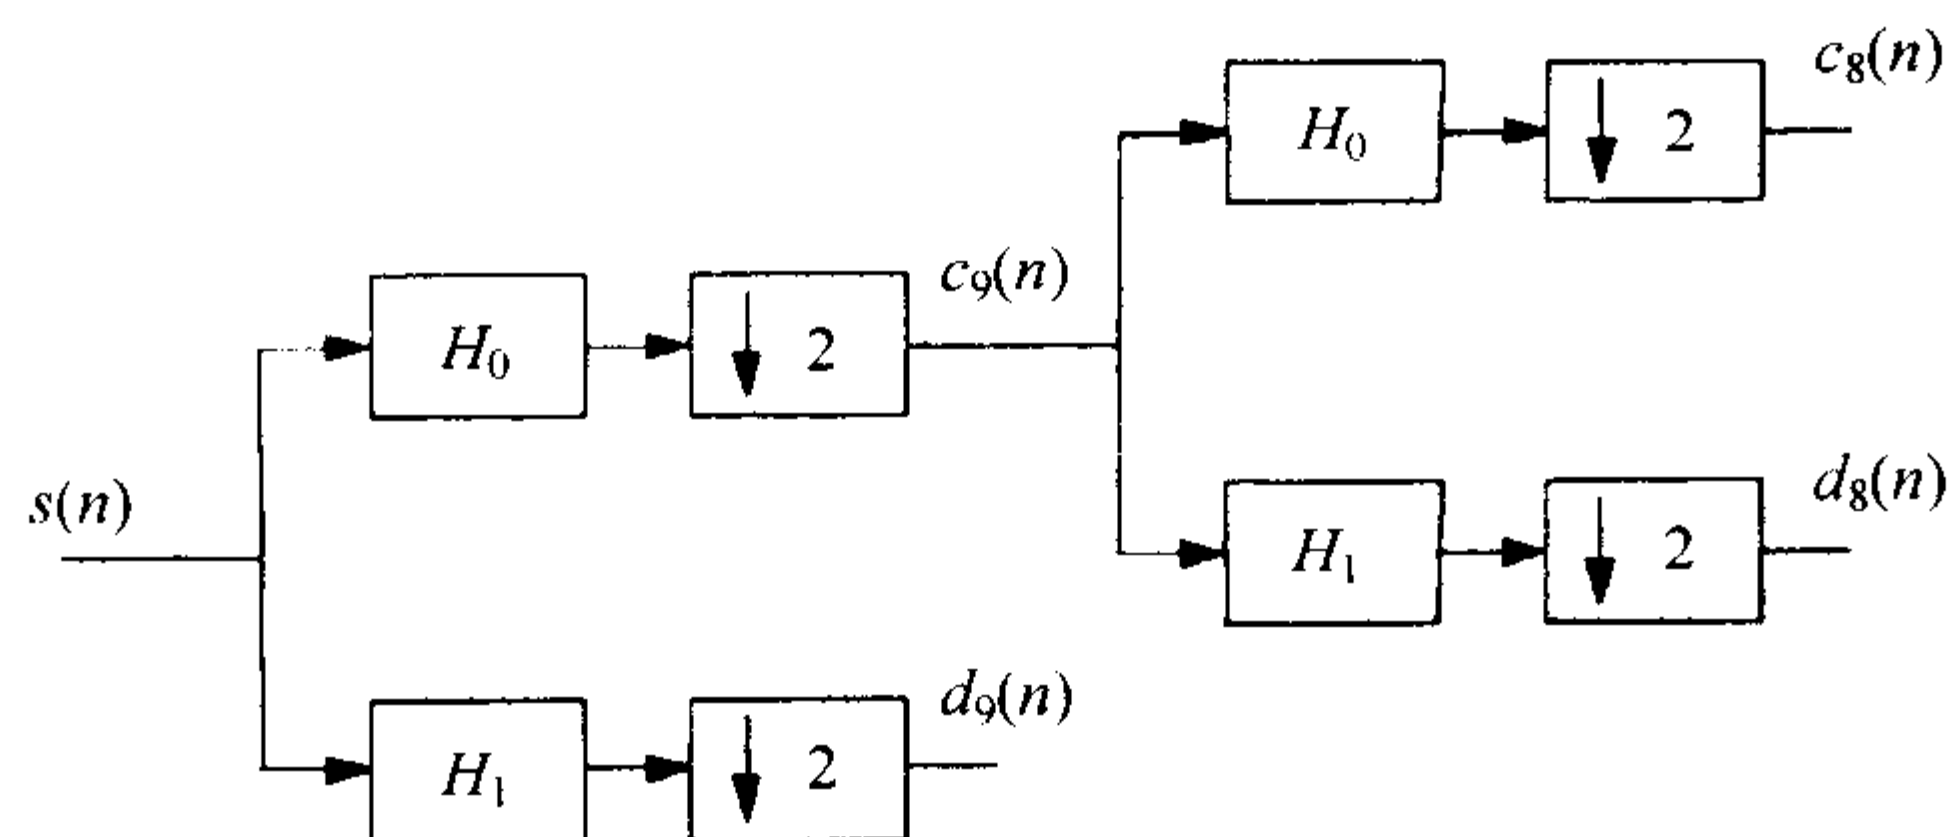 c₈(n)
H₀
↓ 2
c₉(n)
H₀
↓ 2
s(n)
d₈(n)
H₁
↓ 2
d₉(n)
H₁
↓ 2